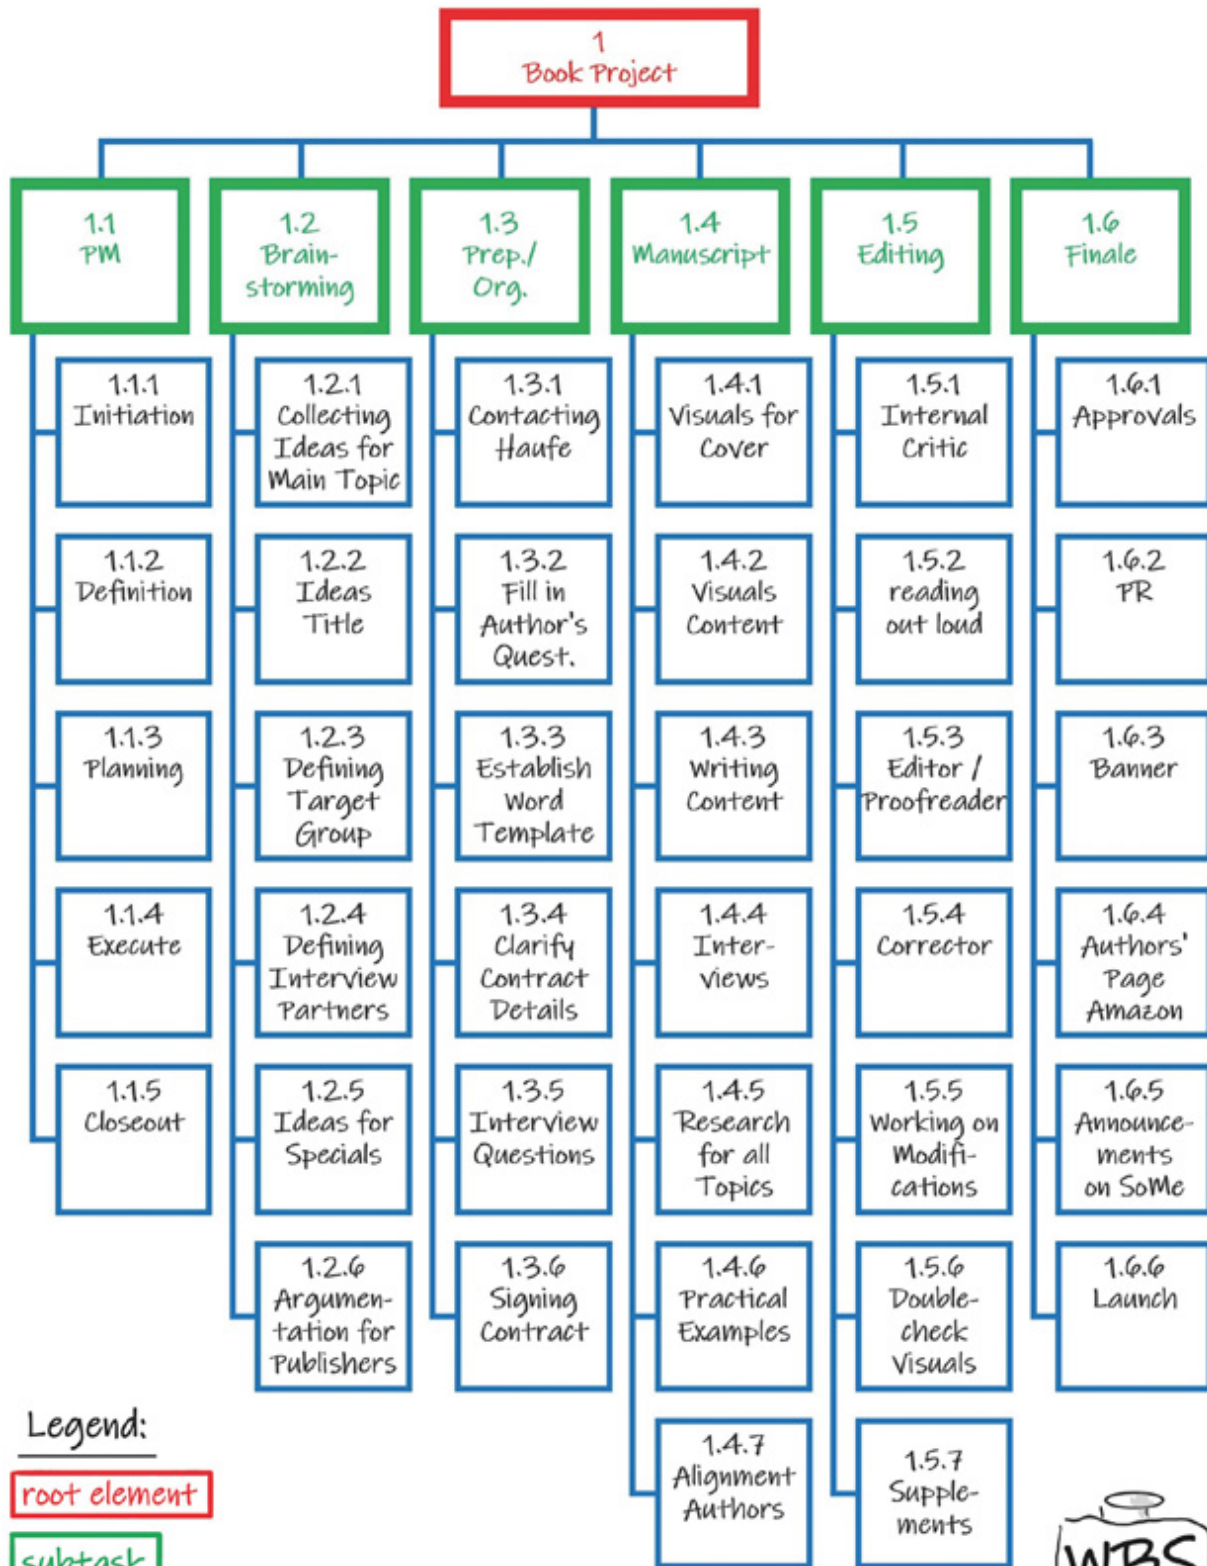 1
Book Project
1.1
PM
1.2
Brain-
storming
1.3
Prep./
Org.
1.4
Manuscript
1.5
Editing
1.6
Finale
1.1.1
Initiation
1.1.2
Definition
1.1.3
Planning
1.1.4
Execute
1.1.5
Closeout
1.2.1
Collecting
Ideas for
Main Topic
1.2.2
Ideas
Title
1.2.3
Defining
Target
Group
1.2.4
Defining
Interview
Partners
1.2.5
Ideas for
Specials
1.2.6
Argumen-
tation for
Publishers
1.3.1
Contacting
Haufe
1.3.2
Fill in
Author's
Quest.
1.3.3
Establish
Word
Template
1.3.4
Clarify
Contract
Details
1.3.5
Interview
Questions
1.3.6
Signing
Contract
1.4.1
Visuals for
Cover
1.4.2
Visuals
Content
1.4.3
Writing
Content
1.4.4
Inter-
views
1.4.5
Research
for all
Topics
1.4.6
Practical
Examples
1.4.7
Alignment
Authors
1.5.1
Internal
Critic
1.5.2
reading
out loud
1.5.3
Editor /
Proofreader
1.5.4
Corrector
1.5.5
Working on
Modifi-
cations
1.5.6
Double-
check
Visuals
1.5.7
Supple-
ments
1.6.1
Approvals
1.6.2
PR
1.6.3
Banner
1.6.4
Authors'
Page
Amazon
1.6.5
Announce-
ments
on SoMe
1.6.6
Launch
Legend:
root element
subtask
WBS